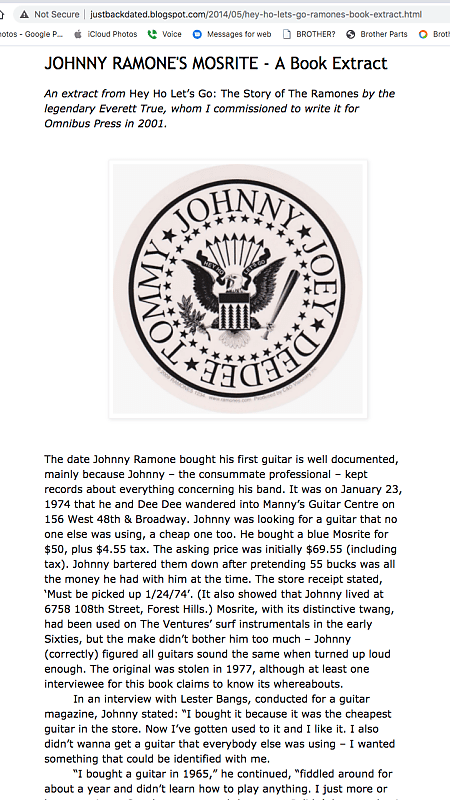 Not Secure | justbackdated.blogspot.com/2014/05/hey-ho-lets-go-ramones-book-extract.html
otos - Google P... iCloud Photos Voice Messages for web BROTHER? Brother Parts Broth
JOHNNY RAMONE'S MOSRITE - A Book Extract
An extract from Hey Ho Let's Go: The Story of The Ramones by the
legendary Everett True, whom I commissioned to write it for
Omnibus Press in 2001.
JOHNNY ★ JOEY ★ DEEDEE ★ TOMMY ★
HEY HO LET'S GO
The date Johnny Ramone bought his first guitar is well documented,
mainly because Johnny – the consummate professional – kept
records about everything concerning his band. It was on January 23,
1974 that he and Dee Dee wandered into Manny's Guitar Centre on
156 West 48th & Broadway. Johnny was looking for a guitar that no
one else was using, a cheap one too. He bought a blue Mosrite for
$50, plus $4.55 tax. The asking price was initially $69.55 (including
tax). Johnny bartered them down after pretending 55 bucks was all
the money he had with him at the time. The store receipt stated,
'Must be picked up 1/24/74'. (It also showed that Johnny lived at
6758 108th Street, Forest Hills.) Mosrite, with its distinctive twang,
had been used on The Ventures' surf instrumentals in the early
Sixties, but the make didn't bother him too much – Johnny
(correctly) figured all guitars sound the same when turned up loud
enough. The original was stolen in 1977, although at least one
interviewee for this book claims to know its whereabouts.
In an interview with Lester Bangs, conducted for a guitar
magazine, Johnny stated: "I bought it because it was the cheapest
guitar in the store. Now I've gotten used to it and I like it. I also
didn't wanna get a guitar that everybody else was using – I wanted
something that could be identified with me.
"I bought a guitar in 1965," he continued, "fiddled around for
about a year and didn't learn how to play anything. I just more or